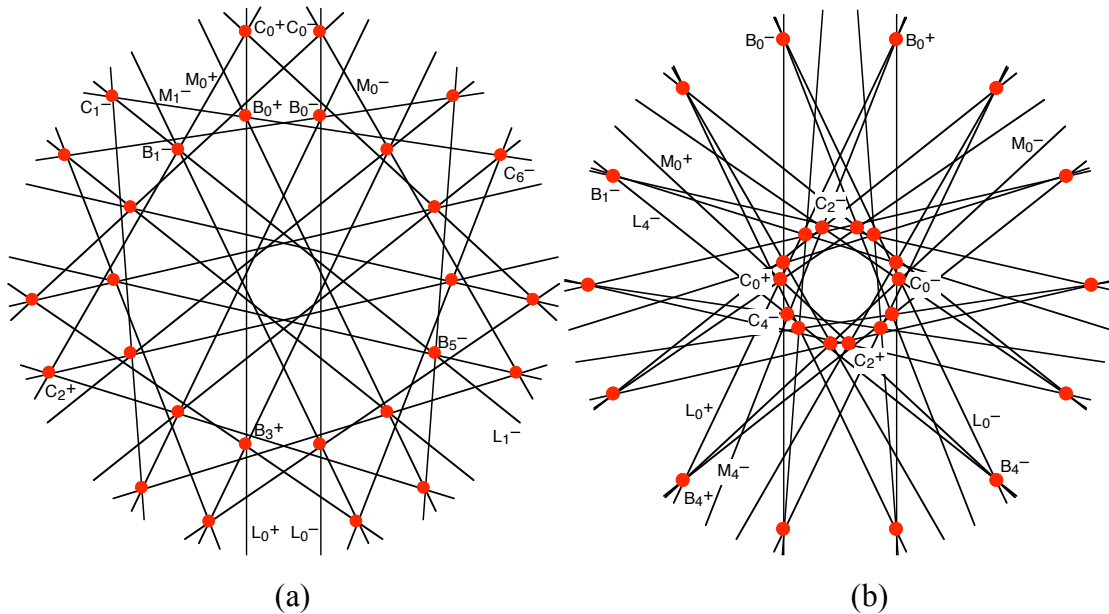 C₀⁺ C₀⁻
M₀⁺
M₀⁻
M₁⁻
C₁⁻
B₀⁺ B₀⁻
B₁⁻
C₆⁻
B₅⁻
C₂⁺
B₃⁺
L₁⁻
L₀⁺ L₀⁻
(a)
B₀⁻ B₀⁺
M₀⁺ M₀⁻
B₁⁻
C₂⁻
L₄⁻
C₀⁺ C₀⁻
C₄⁻
C₂⁺
L₀⁺ L₀⁻
M₄⁻
B₄⁻
B₄⁺
(b)